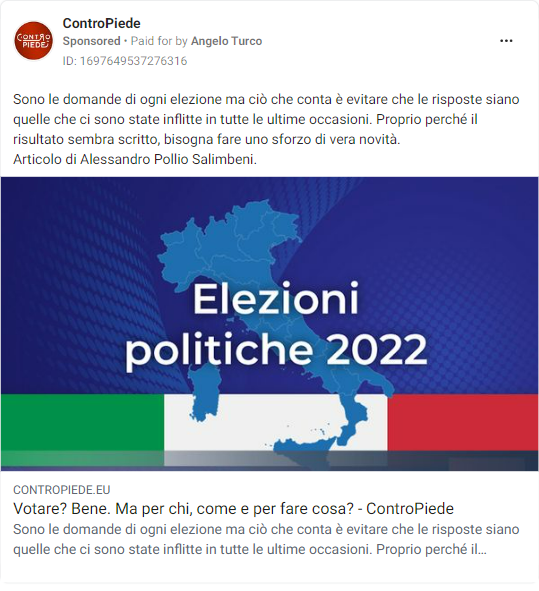 CONTRO
PIEDE
ControPiede
Sponsored • Paid for by Angelo Turco
ID: 1697649537276316
Sono le domande di ogni elezione ma ciò che conta è evitare che le risposte siano
quelle che ci sono state inflitte in tutte le ultime occasioni. Proprio perché il
risultato sembra scritto, bisogna fare uno sforzo di vera novità.
Articolo di Alessandro Pollio Salimbeni.
Elezioni
politiche 2022
CONTROPIEDE.EU
Votare? Bene. Ma per chi, come e per fare cosa? - ControPiede
Sono le domande di ogni elezione ma ciò che conta è evitare che le risposte siano
quelle che ci sono state inflitte in tutte le ultime occasioni. Proprio perché il…